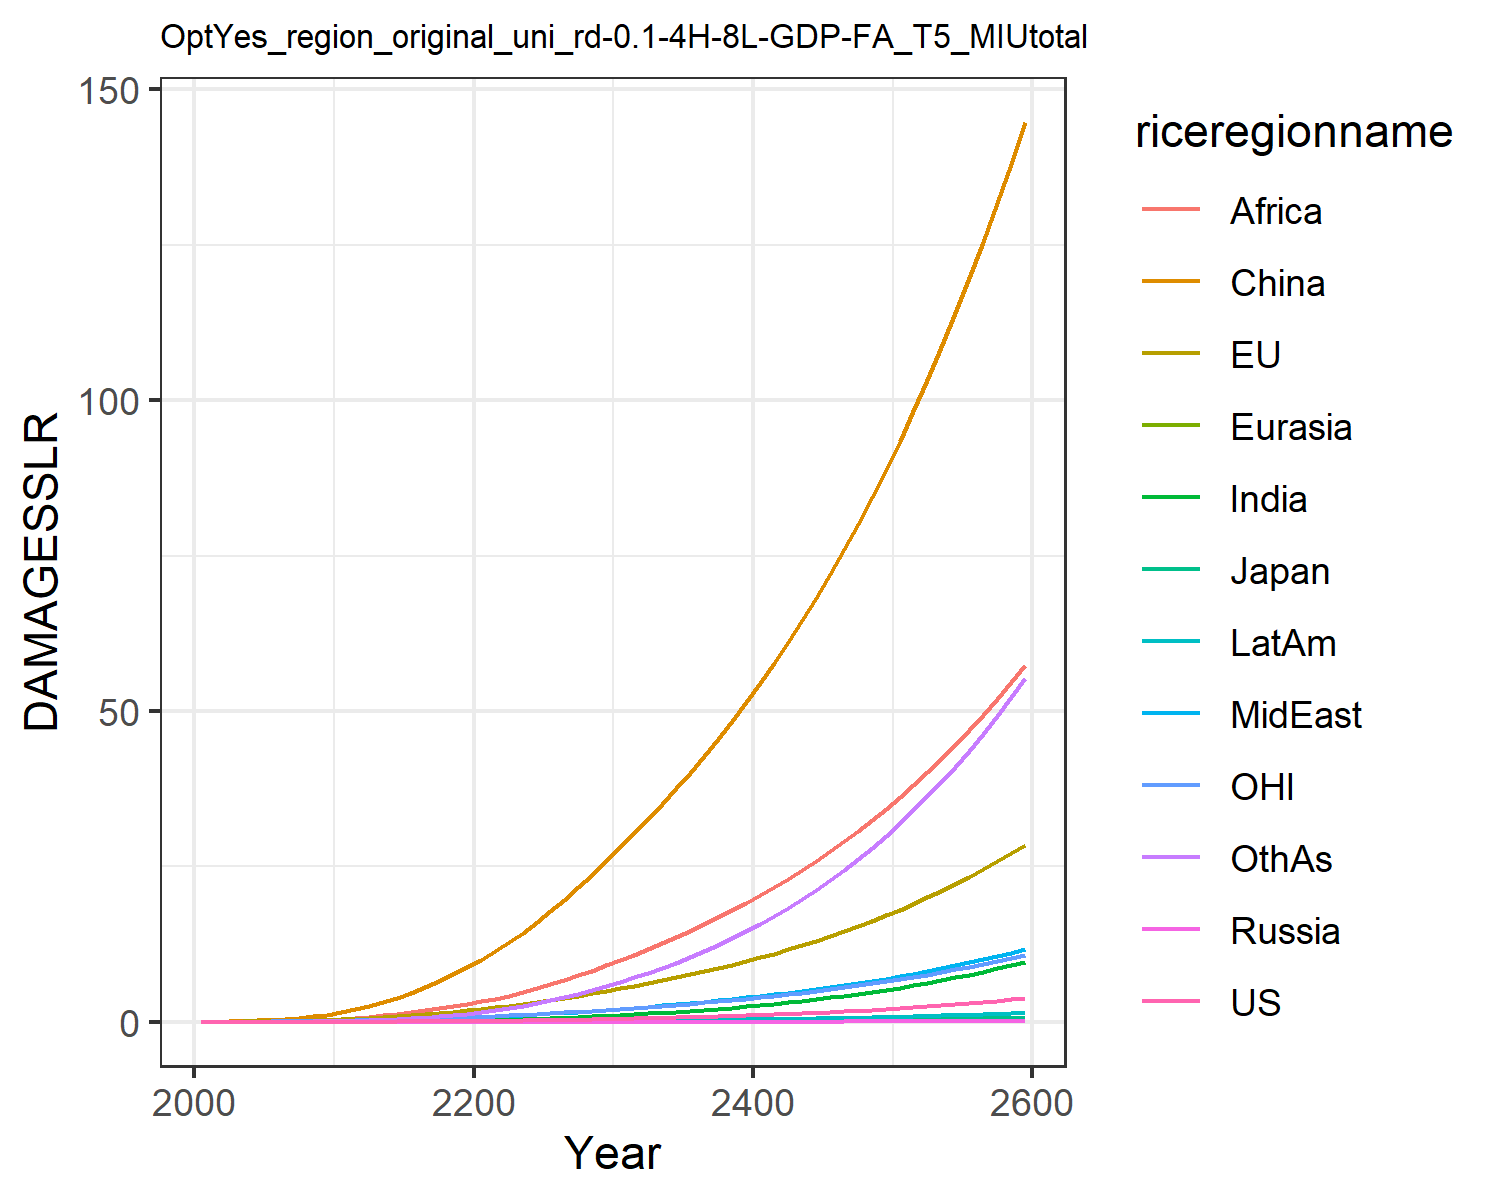 OptYes_region_original_uni_rd-0.1-4H-8L-GDP-FA_T5_MIUtotal
150
100
50
0
DAMAGESSLR
2000 2200 2400 2600
Year
riceregionname
Africa
China
EU
Eurasia
India
Japan
LatAm
MidEast
OHI
OthAs
Russia
US